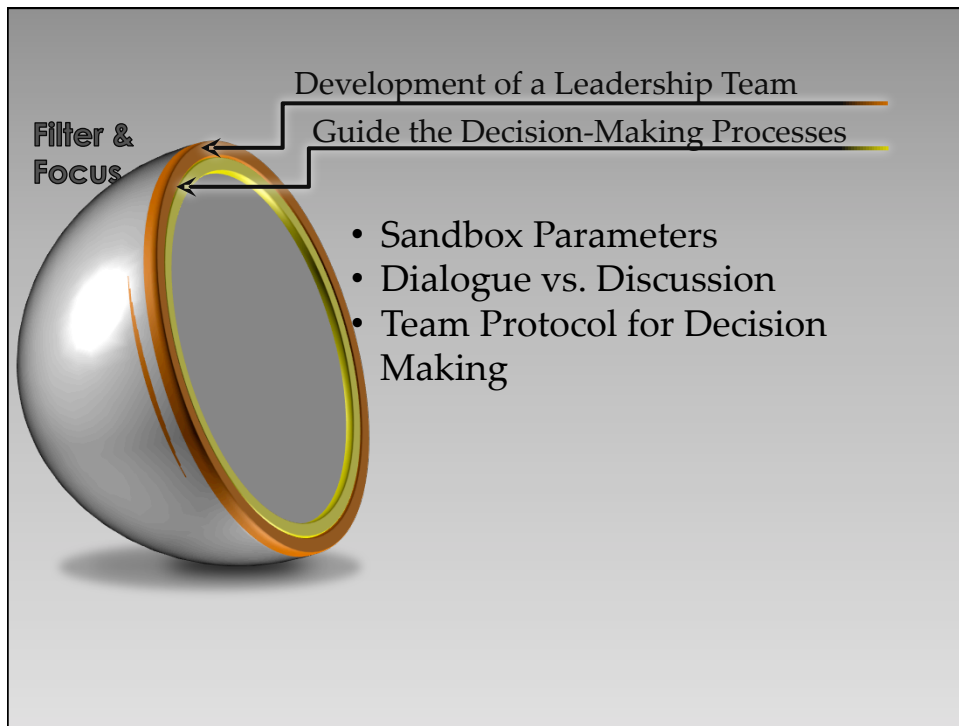 Development of a Leadership Team
Filter &
Focus
Guide the Decision-Making Processes
• Sandbox Parameters
• Dialogue vs. Discussion
• Team Protocol for Decision
Making